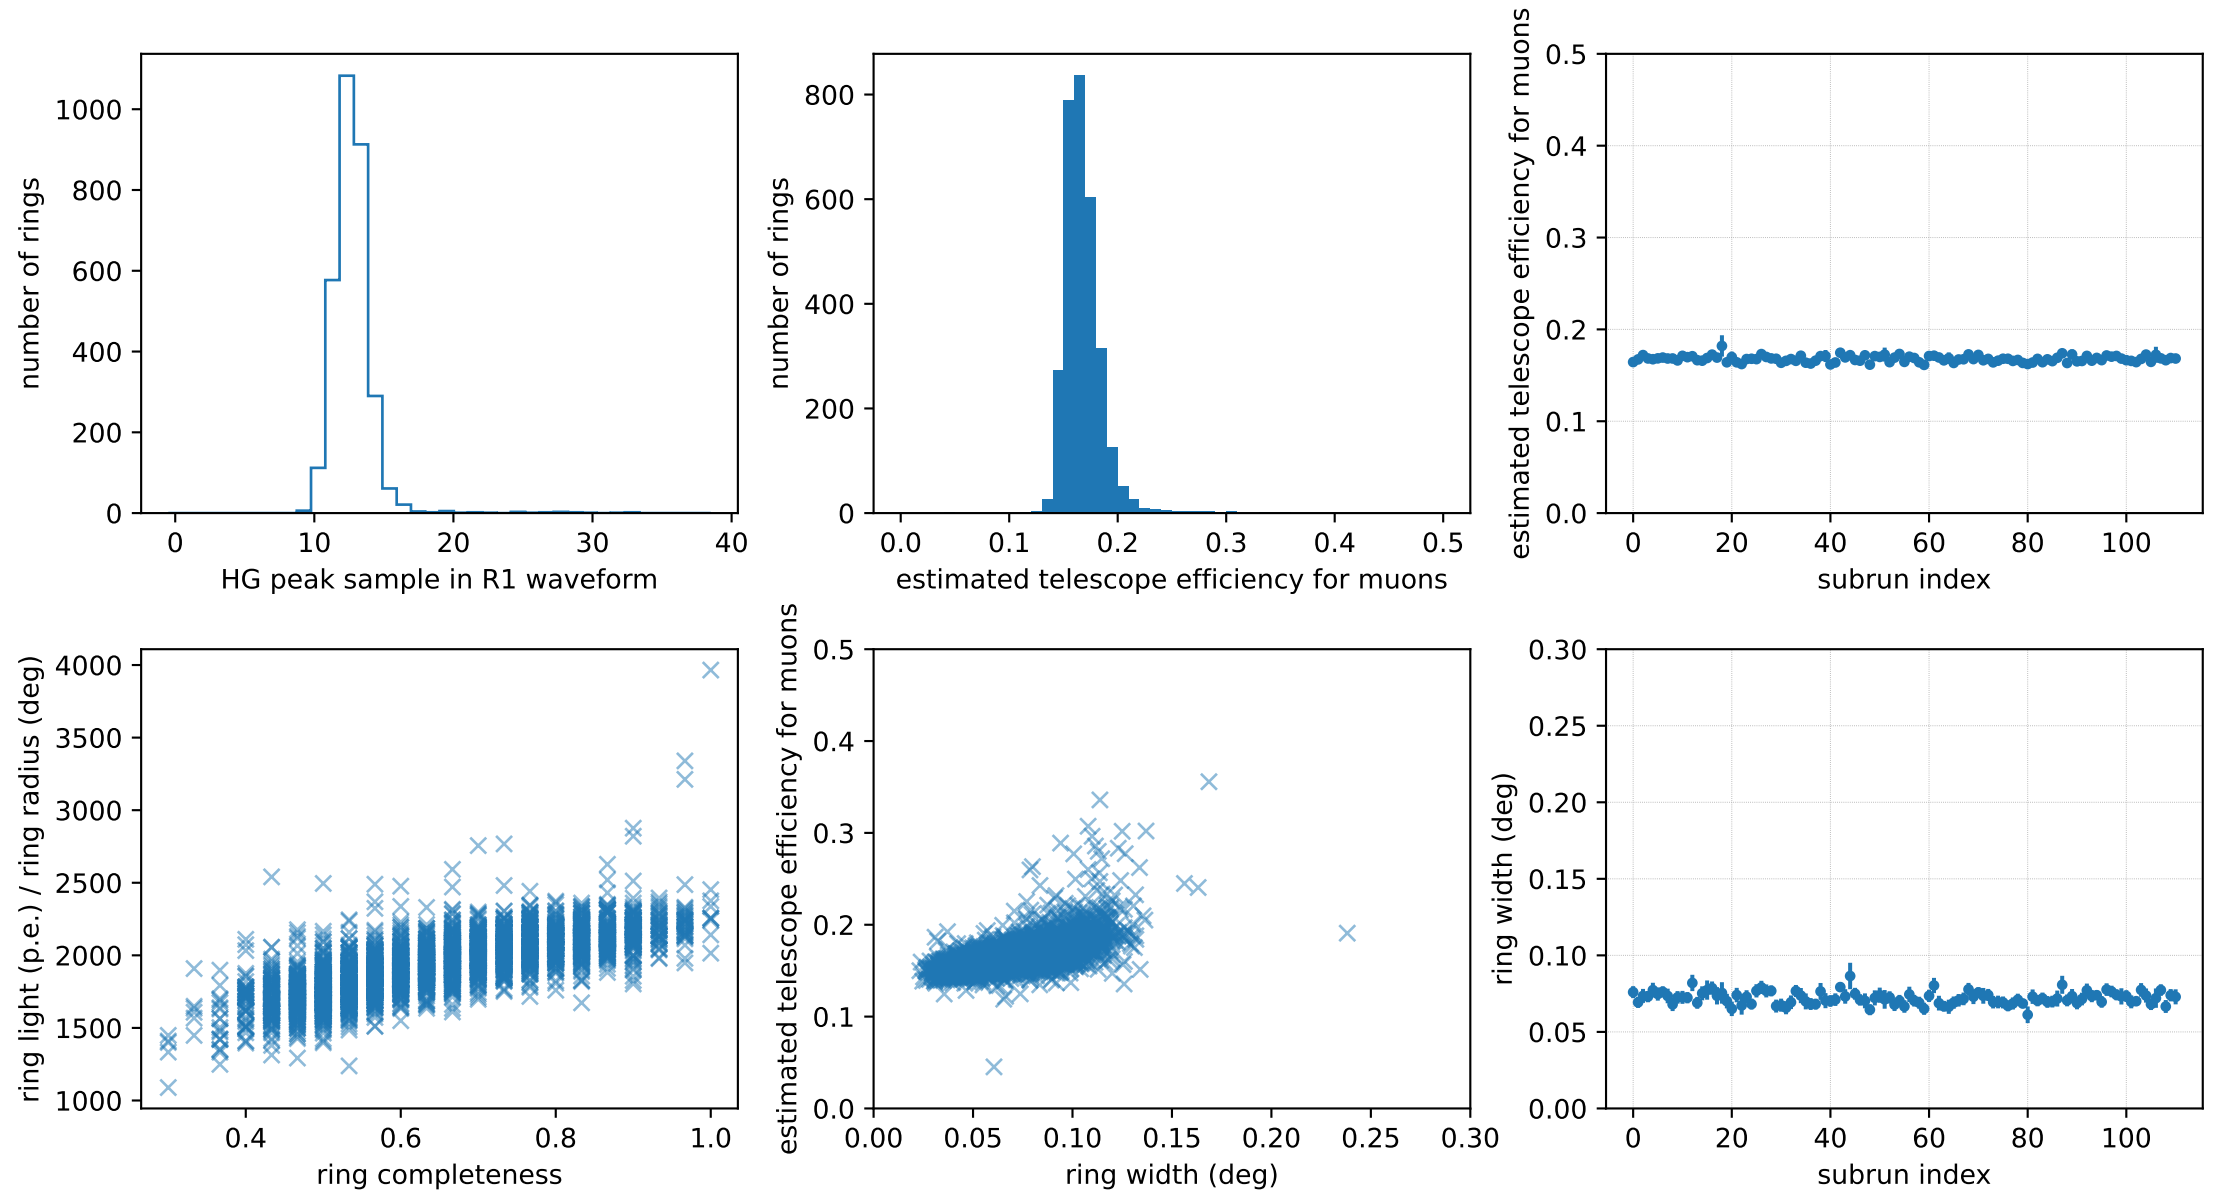 number of rings
1000
800
600
400
200
0
0 10 20 30 40
HG peak sample in R1 waveform
number of rings
800
600
400
200
0
0.0 0.1 0.2 0.3 0.4 0.5
estimated telescope efficiency for muons
estimated telescope efficiency for muons
0.5
0.4
0.3
0.2
0.1
0.0
0 20 40 60 80 100
subrun index
ring light (p.e.) / ring radius (deg)
4000
3500
3000
2500
2000
1500
1000
0.4 0.6 0.8 1.0
ring completeness
estimated telescope efficiency for muons
0.5
0.4
0.3
0.2
0.1
0.0
0.00 0.05 0.10 0.15 0.20 0.25 0.30
ring width (deg)
ring width (deg)
0.30
0.25
0.20
0.15
0.10
0.05
0.00
0 20 40 60 80 100
subrun index